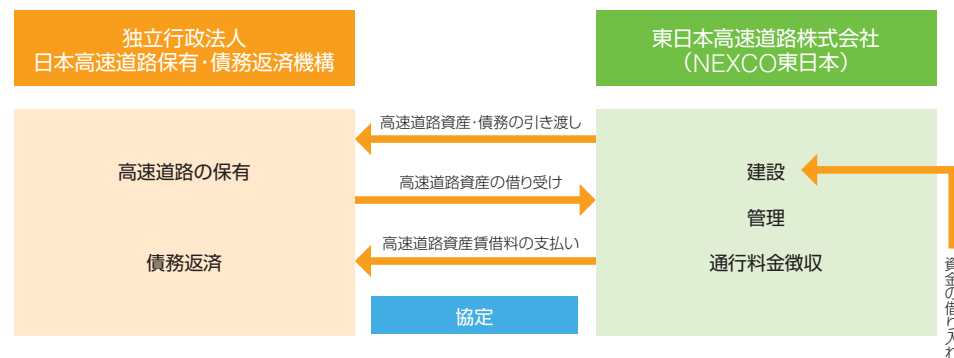 独立行政法人
日本高速道路保有・債務返済機構
東日本高速道路株式会社
（NEXCO東日本）
高速道路資産・債務の引き渡し
高速道路の保有
高速道路資産の借り受け
建設
管理
高速道路資産賃借料の支払い
債務返済
通行料金徴収
協定
資金の借り入れ